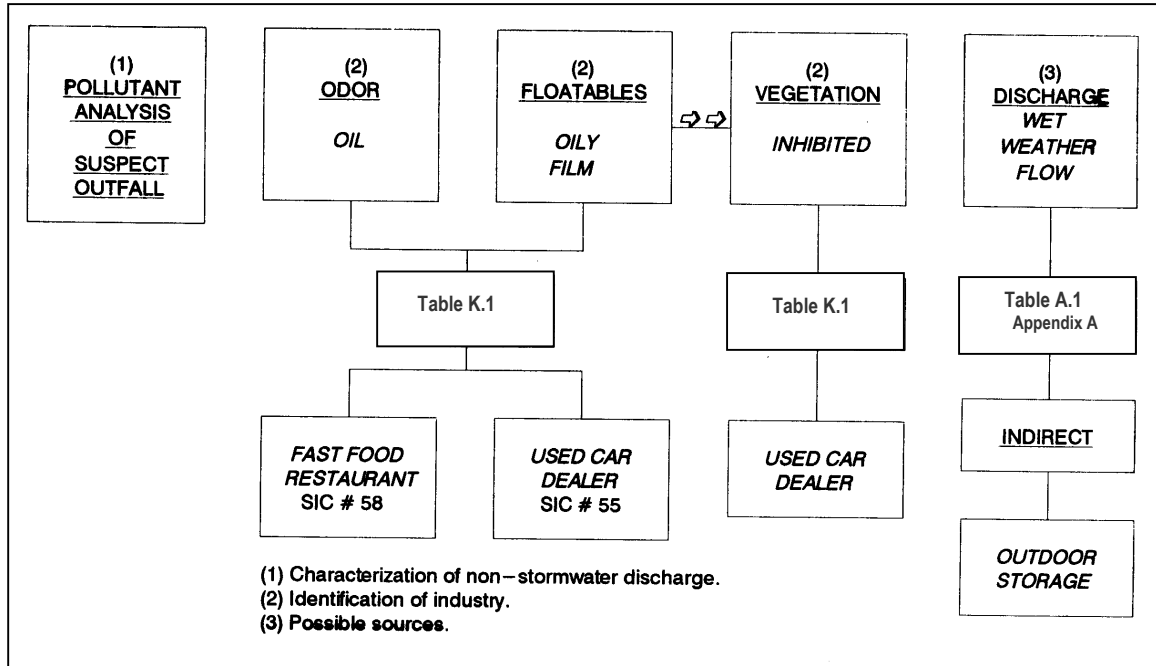 (1)
POLLUTANT
ANALYSIS
OF
SUSPECT
OUTFALL
(2)
ODOR
OIL
(2)
FLOATABLES
OILY
FILM
(2)
VEGETATION
INHIBITED
(3)
DISCHARGE
WET
WEATHER
FLOW
Table K.1
Table K.1
Table A.1
Appendix A
FAST FOOD
RESTAURANT
SIC # 58
USED CAR
DEALER
SIC # 55
USED CAR
DEALER
INDIRECT
OUTDOOR
STORAGE
(1) Characterization of non-stormwater discharge.
(2) Identification of industry.
(3) Possible sources.